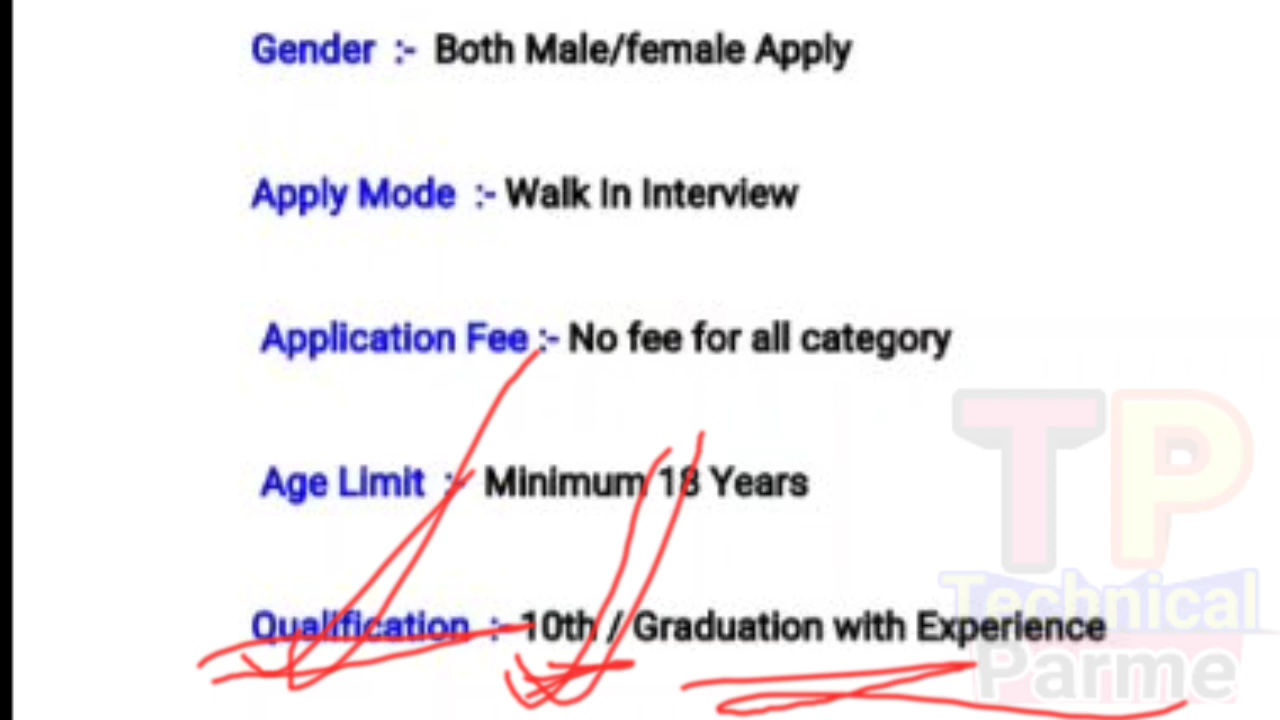 Gender :- Both Male/female Apply
Apply Mode :- Walk In Interview
Application Fee :- No fee for all category
Age Limit :- Minimum 18 Years
Qualification :- 10th / Graduation with Experience
TP
Technical
Parme